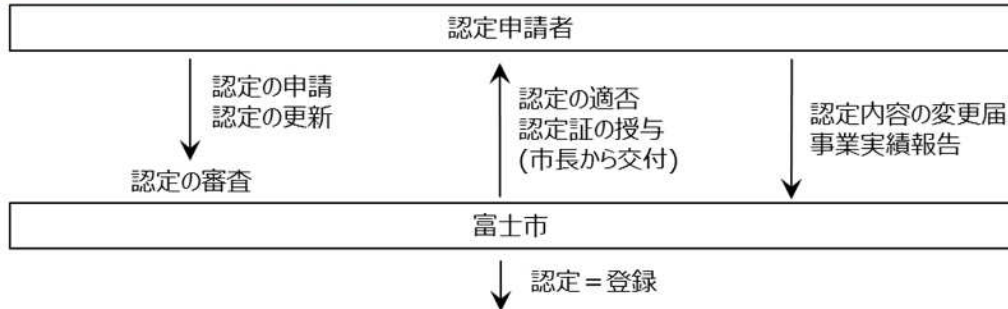 認定申請者
認定の申請
認定の更新
認定の審査
認定の適否
認定証の授与
(市長から交付)
認定内容の変更届
事業実績報告
富士市
認定＝登録